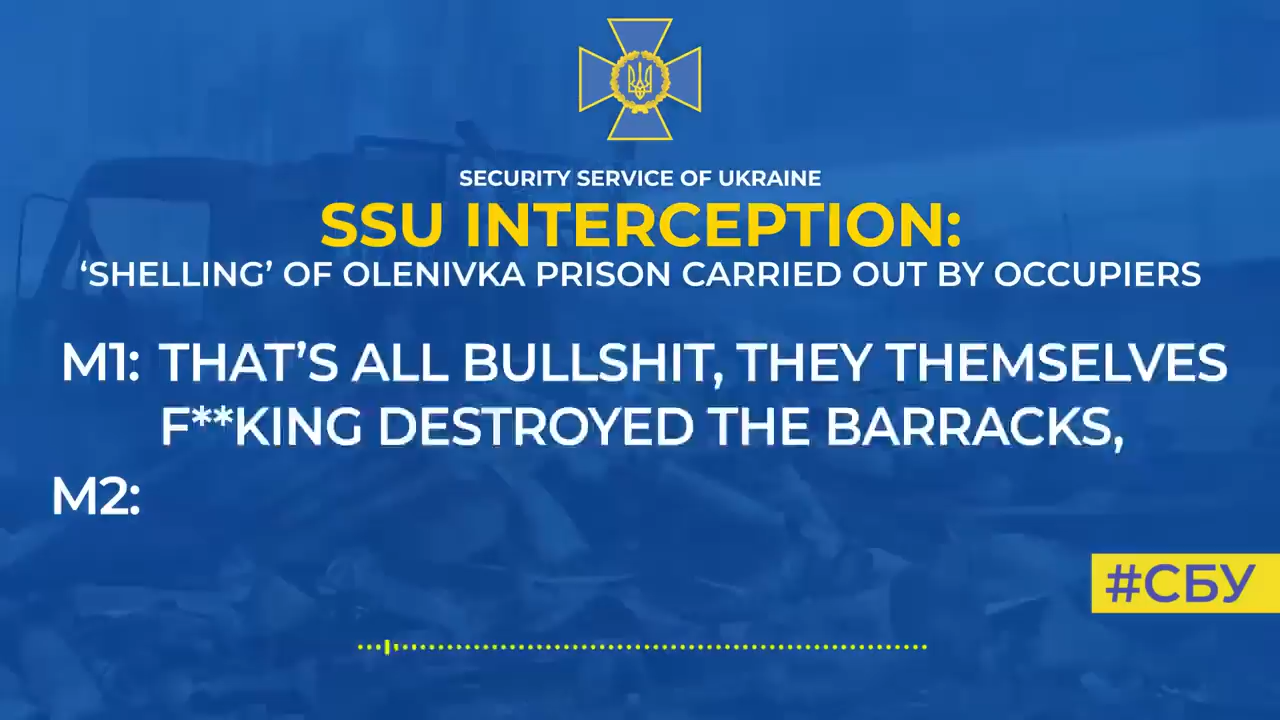 SECURITY SERVICE OF UKRAINE
SSU INTERCEPTION:
‘SHELLING’ OF OLENIVKA PRISON CARRIED OUT BY OCCUPIERS
M1: THAT’S ALL BULLSHIT, THEY THEMSELVES
F**KING DESTROYED THE BARRACKS,
M2:
#СБУ